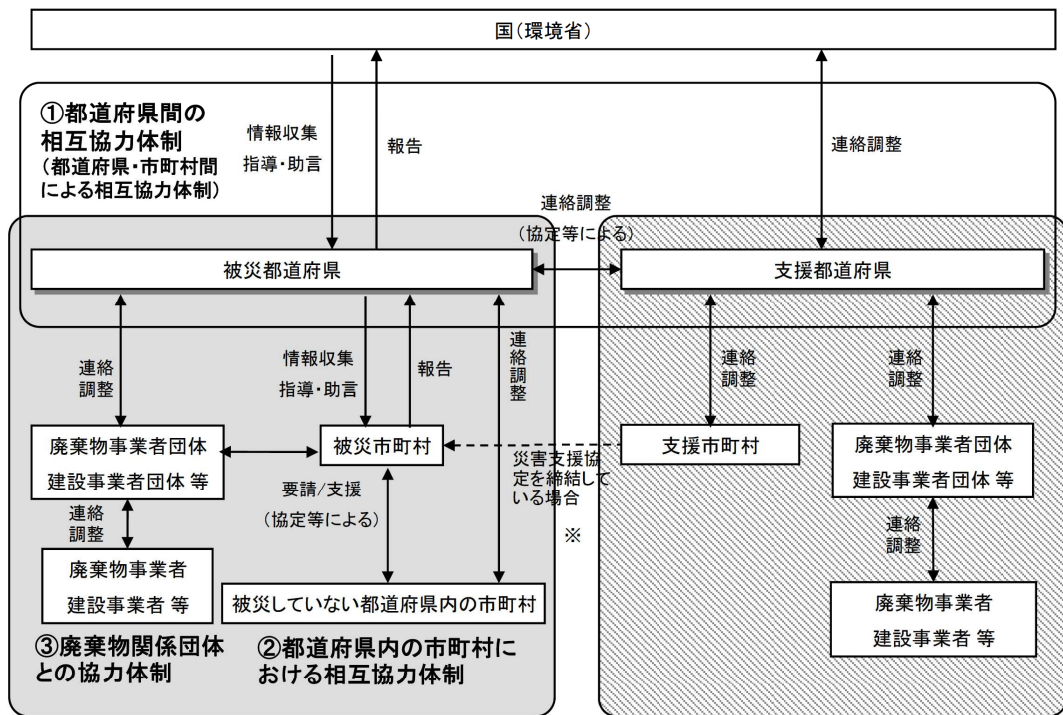 国(環境省)
①都道府県間の
相互協力体制
(都道府県・市町村間
による相互協力体制)
情報収集
指導・助言
報告
連絡調整
連絡調整
(協定等による)
被災都道府県
支援都道府県
連絡
調整
情報収集
指導・助言
報告
連絡調整
連絡
調整
連絡
調整
廃棄物事業者団体
建設事業者団体 等
被災市町村
災害支援協
定を締結して
いる場合
※
支援市町村
廃棄物事業者団体
建設事業者団体 等
連絡
調整
要請/支援
(協定等による)
連絡
調整
廃棄物事業者
建設事業者 等
被災していない都道府県内の市町村
廃棄物事業者
建設事業者 等
③廃棄物関係団体
との協力体制
②都道府県内の市町村に
おける相互協力体制